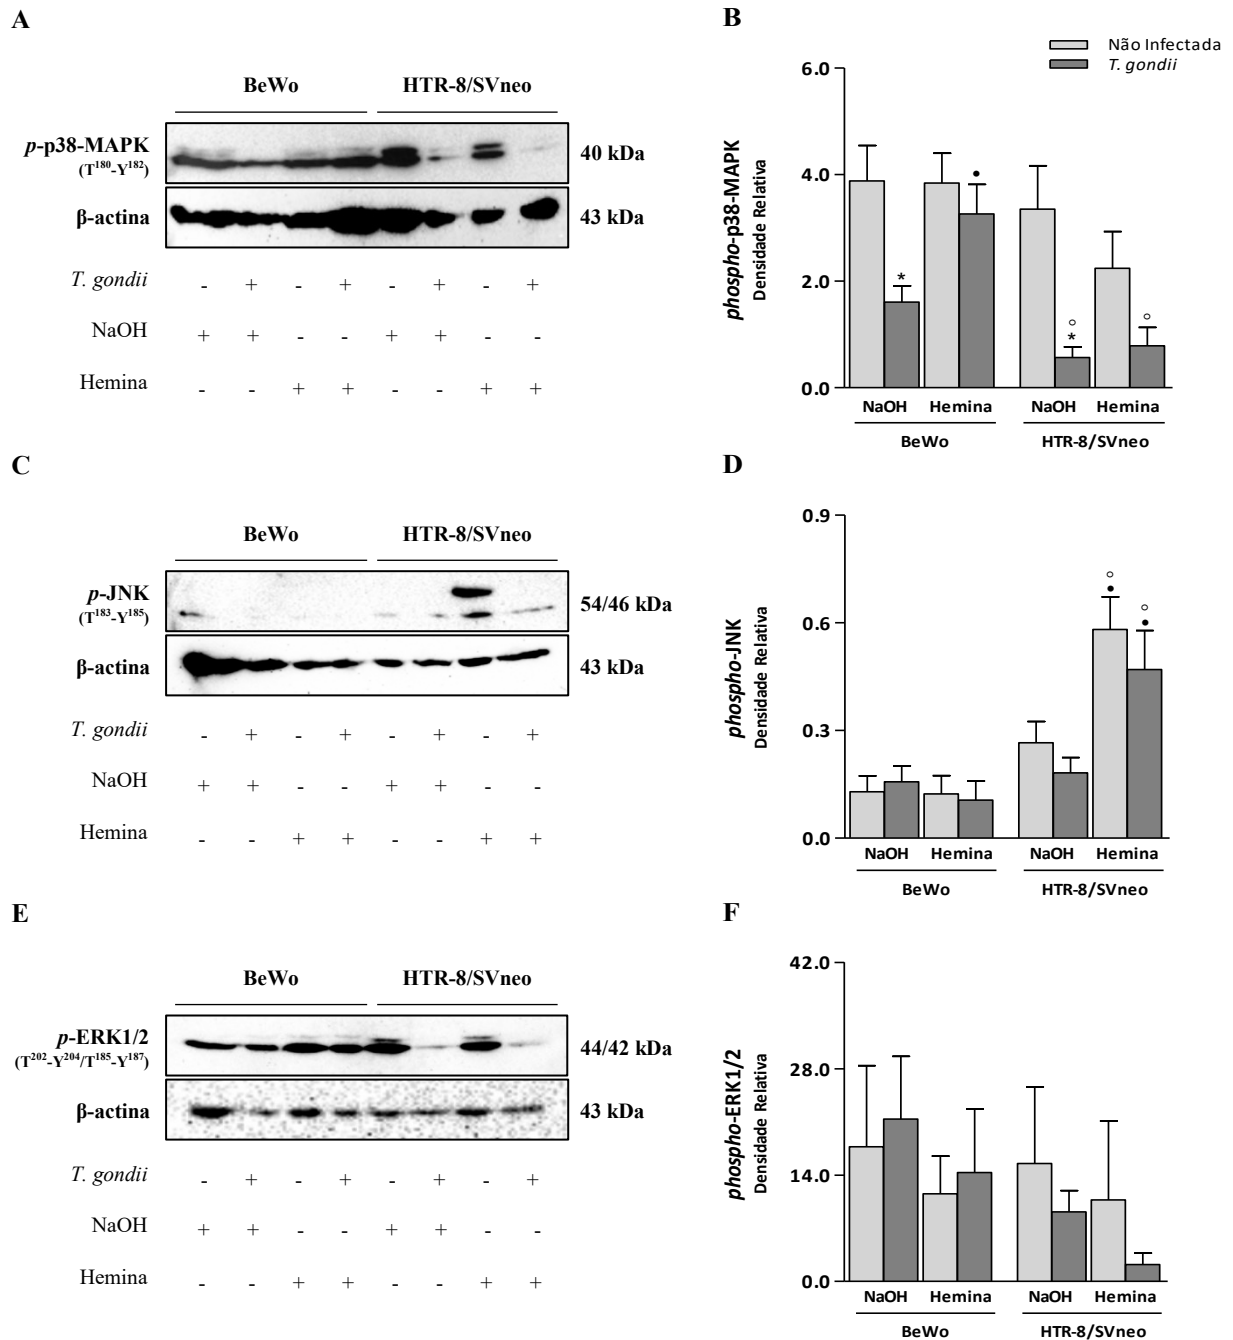 A
BeWo HTR-8/SVneo
p-p38-MAPK
(T180-Y182)
40 kDa
β-actina 43 kDa
T. gondii - + - + - + - +
NaOH + + - - + + - -
Hemina - - + + - - + +
B
Não Infectada
T. gondii
phospho-p38-MAPK
Densidade Relativa
6.0
4.0
2.0
0.0
*
•
○
*
○
NaOH Hemina NaOH Hemina
BeWo HTR-8/SVneo
C
BeWo HTR-8/SVneo
p-JNK
(T183-Y185)
54/46 kDa
β-actina 43 kDa
T. gondii - + - + - + - +
NaOH + + - - + + - -
Hemina - - + + - - + +
D
phospho-JNK
Densidade Relativa
0.9
0.6
0.3
0.0
○
•
○
•
NaOH Hemina NaOH Hemina
BeWo HTR-8/SVneo
E
BeWo HTR-8/SVneo
p-ERK1/2
(T202-Y204/T185-Y187)
44/42 kDa
β-actina 43 kDa
T. gondii - + - + - + - +
NaOH + + - - + + - -
Hemina - - + + - - + +
F
phospho-ERK1/2
Densidade Relativa
42.0
28.0
14.0
0.0
NaOH Hemina NaOH Hemina
BeWo HTR-8/SVneo